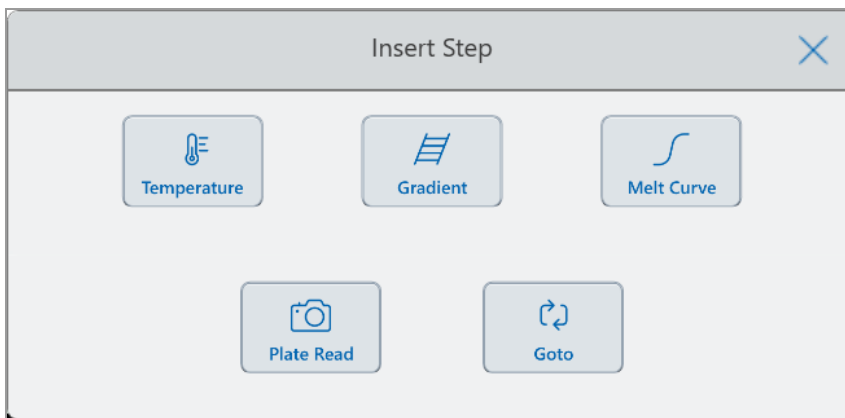 Insert Step
Temperature
Gradient
Melt Curve
Plate Read
Goto